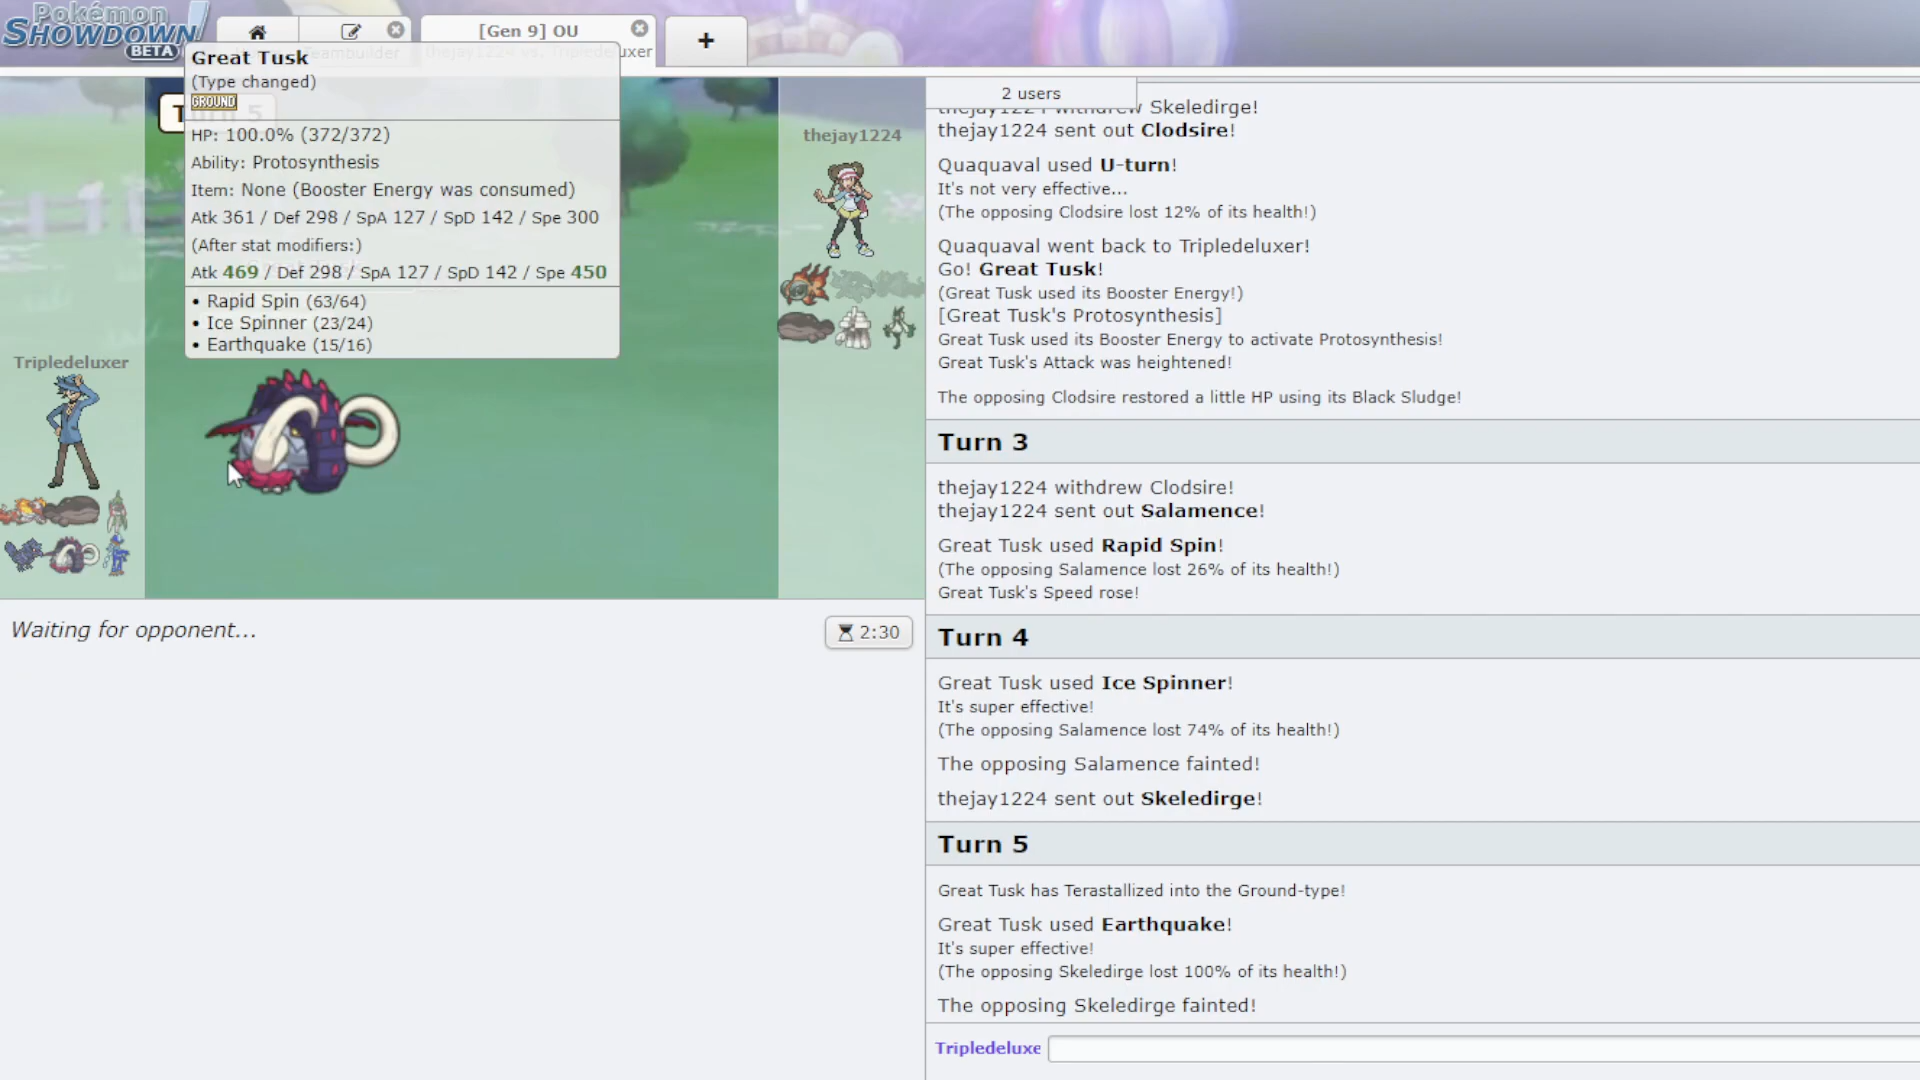 Pokémon
SHOWDOWN
BETA
[Gen 9] OU
Great Tusk
(Type changed)
GROUND
HP: 100.0% (372/372)
Ability: Protosynthesis
Item: None (Booster Energy was consumed)
Atk 361 / Def 298 / SpA 127 / SpD 142 / Spe 300
(After stat modifiers:)
Atk 469 / Def 298 / SpA 127 / SpD 142 / Spe 450
• Rapid Spin (63/64)
• Ice Spinner (23/24)
• Earthquake (15/16)
Tripledeluxer
thejay1224
Waiting for opponent...
2:30
2 users
thejay1224 withdrew Skeledirge!
thejay1224 sent out Clodsire!
Quaquaval used U-turn!
It's not very effective...
(The opposing Clodsire lost 12% of its health!)
Quaquaval went back to Tripledeluxer!
Go! Great Tusk!
(Great Tusk used its Booster Energy!)
[Great Tusk's Protosynthesis]
Great Tusk used its Booster Energy to activate Protosynthesis!
Great Tusk's Attack was heightened!
The opposing Clodsire restored a little HP using its Black Sludge!
Turn 3
thejay1224 withdrew Clodsire!
thejay1224 sent out Salamence!
Great Tusk used Rapid Spin!
(The opposing Salamence lost 26% of its health!)
Great Tusk's Speed rose!
Turn 4
Great Tusk used Ice Spinner!
It's super effective!
(The opposing Salamence lost 74% of its health!)
The opposing Salamence fainted!
thejay1224 sent out Skeledirge!
Turn 5
Great Tusk has Terastallized into the Ground-type!
Great Tusk used Earthquake!
It's super effective!
(The opposing Skeledirge lost 100% of its health!)
The opposing Skeledirge fainted!
Tripledeluxe